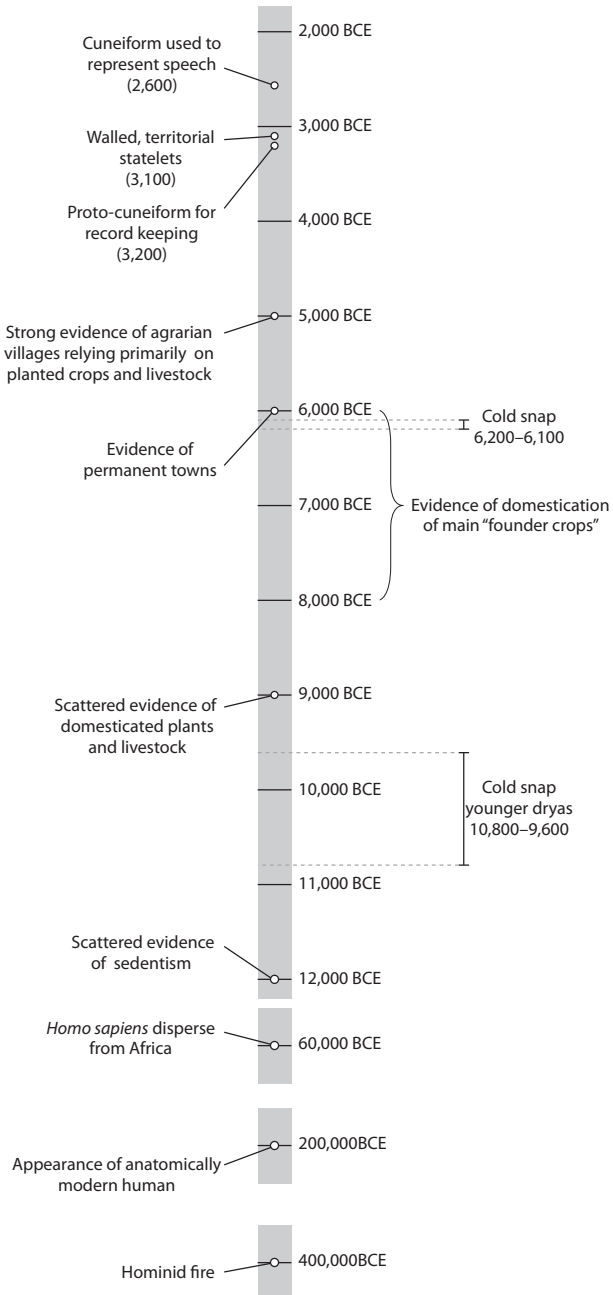 2,000 BCE
Cuneiform used to
represent speech
(2,600)
3,000 BCE
Walled, territorial
statelets
(3,100)
Proto-cuneiform for
record keeping
(3,200)
4,000 BCE
5,000 BCE
Strong evidence of agrarian
villages relying primarily on
planted crops and livestock
6,000 BCE
Cold snap
6,200–6,100
Evidence of
permanent towns
7,000 BCE
Evidence of domestication
of main “founder crops”
8,000 BCE
9,000 BCE
Scattered evidence of
domesticated plants
and livestock
10,000 BCE
Cold snap
younger dryas
10,800–9,600
11,000 BCE
Scattered evidence
of sedentism
12,000 BCE
Homo sapiens disperse
from Africa
60,000 BCE
200,000BCE
Appearance of anatomically
modern human
400,000BCE
Hominid fire